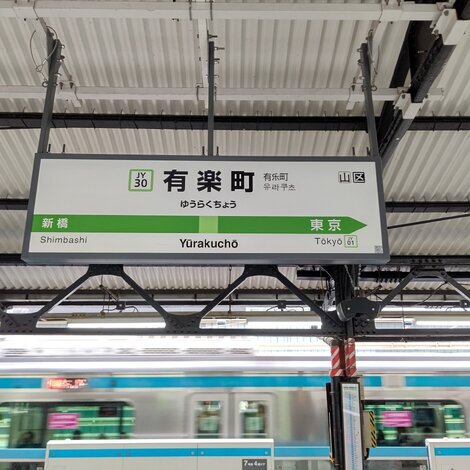 JY
30
有楽町
有乐町
유라쿠초
山 区
ゆうらくちょう
新橋
東京
Shimbashi
Yūrakuchō
Tōkyō
JY
01